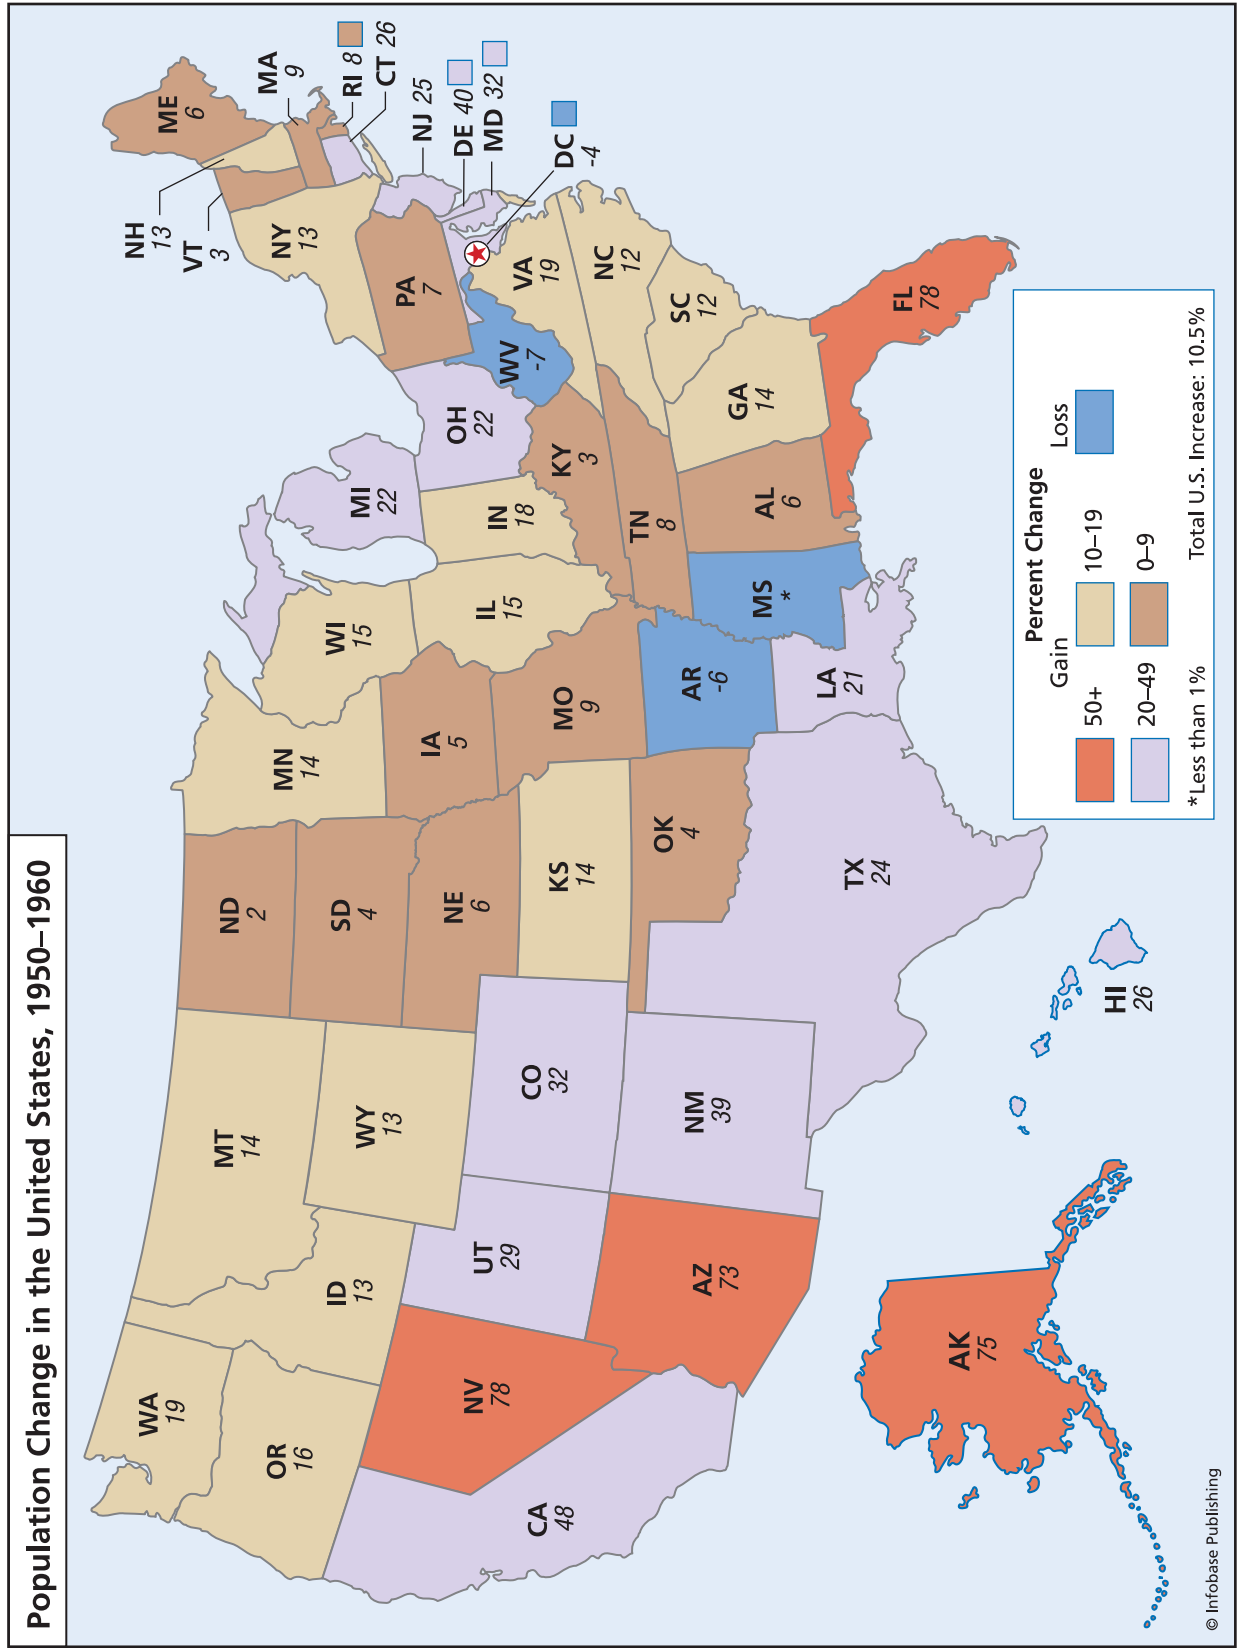 Population Change in the United States, 1950–1960
WA
19
OR
16
CA
48
NV
78
ID
13
MT
14
WY
13
UT
29
AZ
73
CO
32
NM
39
ND
2
SD
4
NE
6
KS
14
OK
4
TX
24
MN
14
IA
5
MO
9
AR
-6
LA
21
WI
15
IL
15
MS
*
MI
22
IN
18
OH
22
KY
3
TN
8
AL
6
GA
14
FL
78
SC
12
NC
12
VA
19
WV
-7
PA
7
NY
13
VT
3
NH
13
ME
6
MA
9
RI 8
CT 26
NJ 25
DE 40
MD 32
DC
-4
AK
75
HI
26
Percent Change
Gain
Loss
50+
10–19
20–49
0–9
*Less than 1%
Total U.S. Increase: 10.5%
© Infobase Publishing